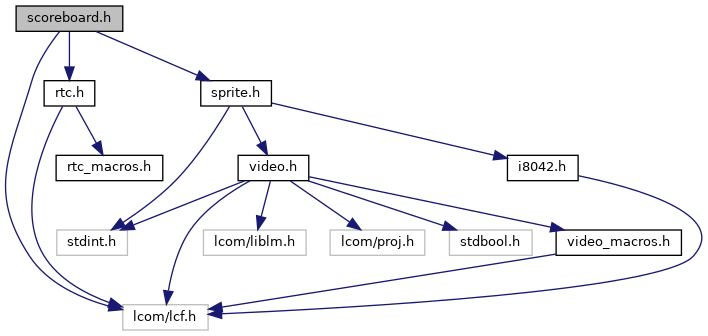 scoreboard.h
rtc.h
sprite.h
rtc_macros.h
video.h
i8042.h
stdint.h
lcom/liblm.h
lcom/proj.h
stdbool.h
video_macros.h
lcom/lcf.h